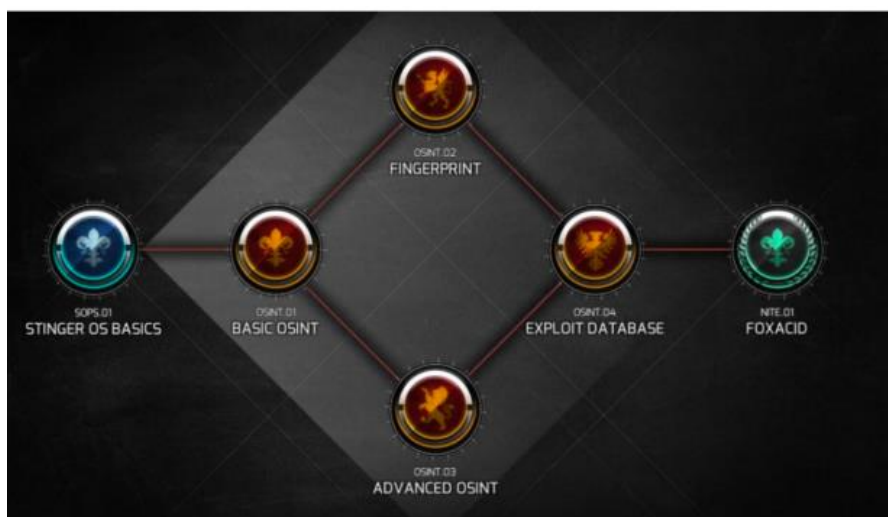 OSINT.02
FINGERPRINT
SOPS.01
STINGER OS BASICS
OSINT.01
BASIC OSINT
OSINT.04
EXPLOIT DATABASE
NITE.01
FOXACID
OSINT.03
ADVANCED OSINT